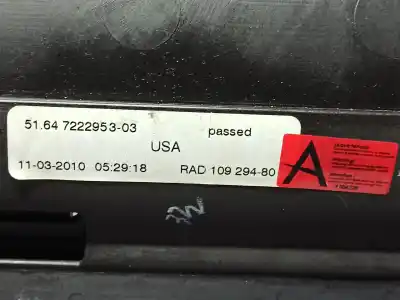 51.64 7222953-03 passed
USA
11-03-2010 05:29:18 RAD 109 294-80
A